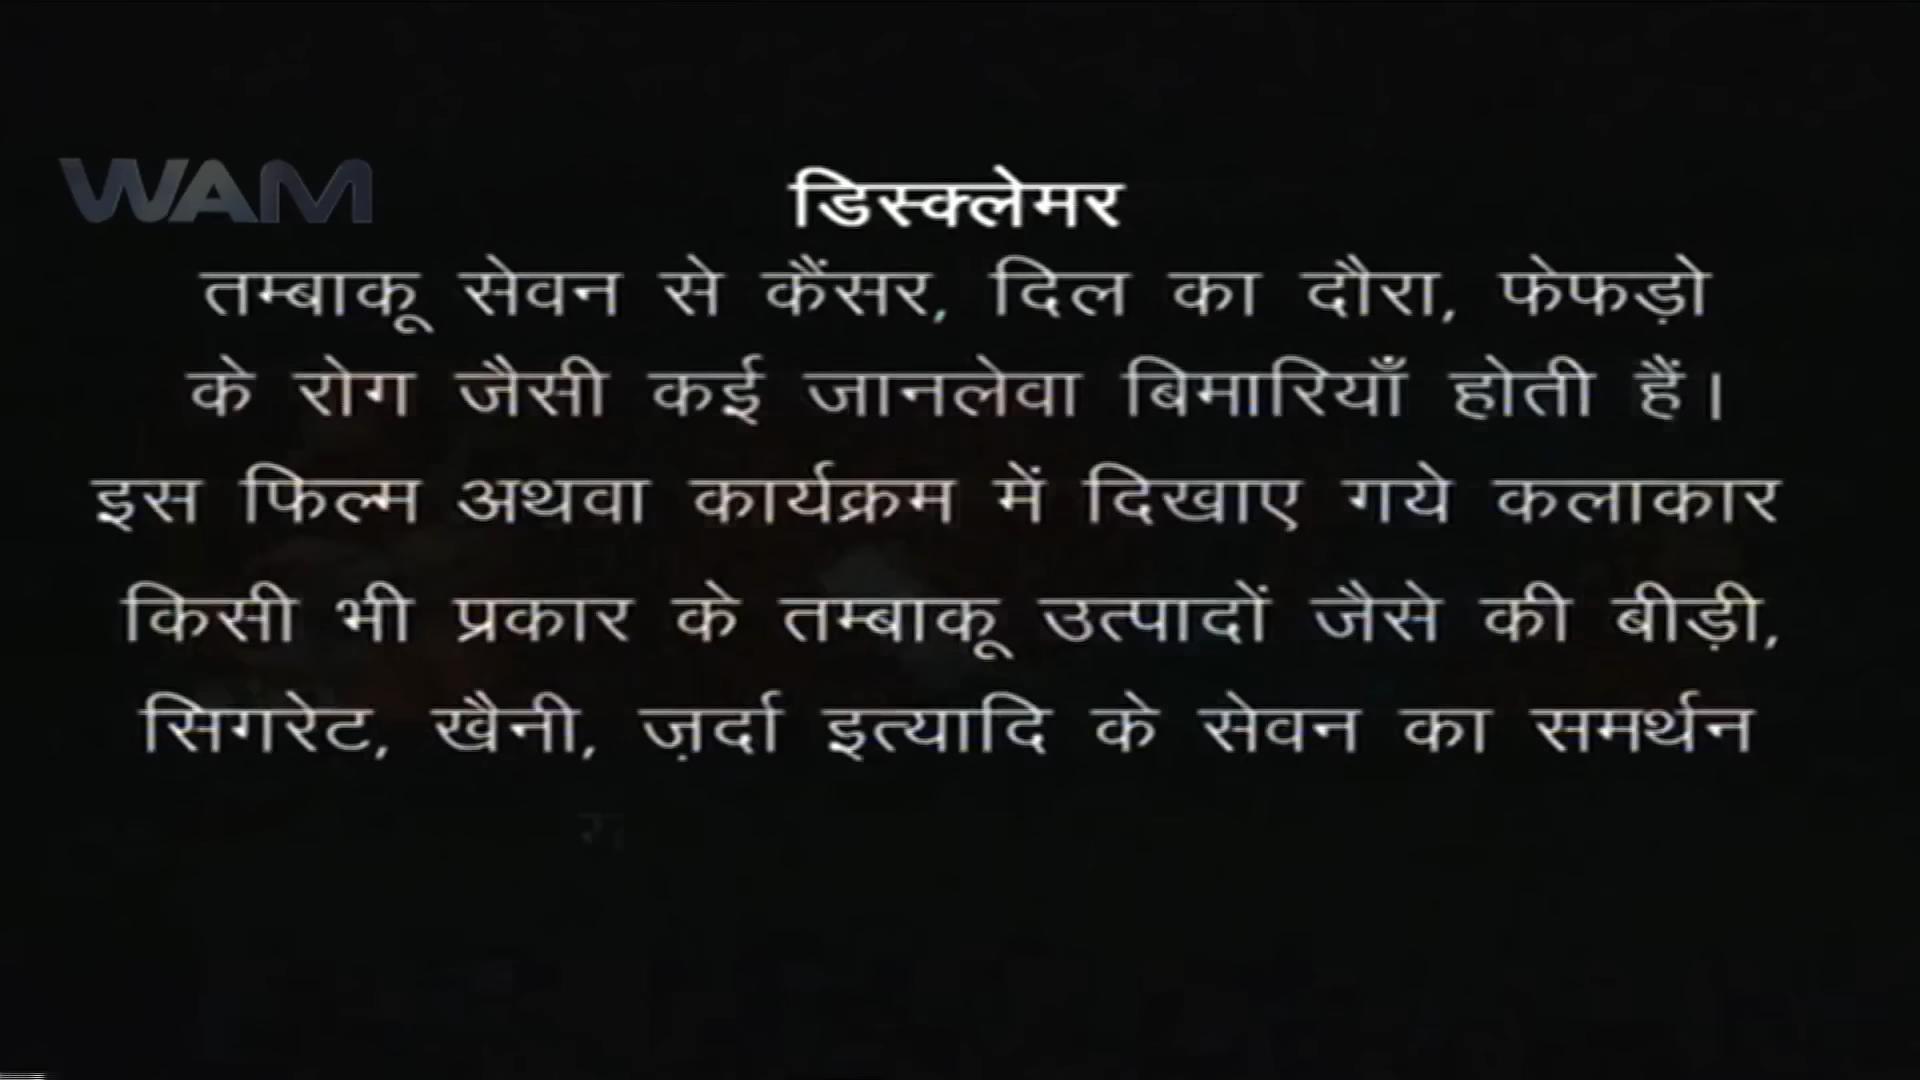 WAM
डिस्क्लेमर
तम्बाकू सेवन से कैंसर, दिल का दौरा, फेफड़ो
के रोग जैसी कई जानलेवा बिमारियाँ होती हैं।
इस फिल्म अथवा कार्यक्रम में दिखाए गये कलाकार
किसी भी प्रकार के तम्बाकू उत्पादों जैसे की बीड़ी,
सिगरेट, खैनी, ज़र्दा इत्यादि के सेवन का समर्थन